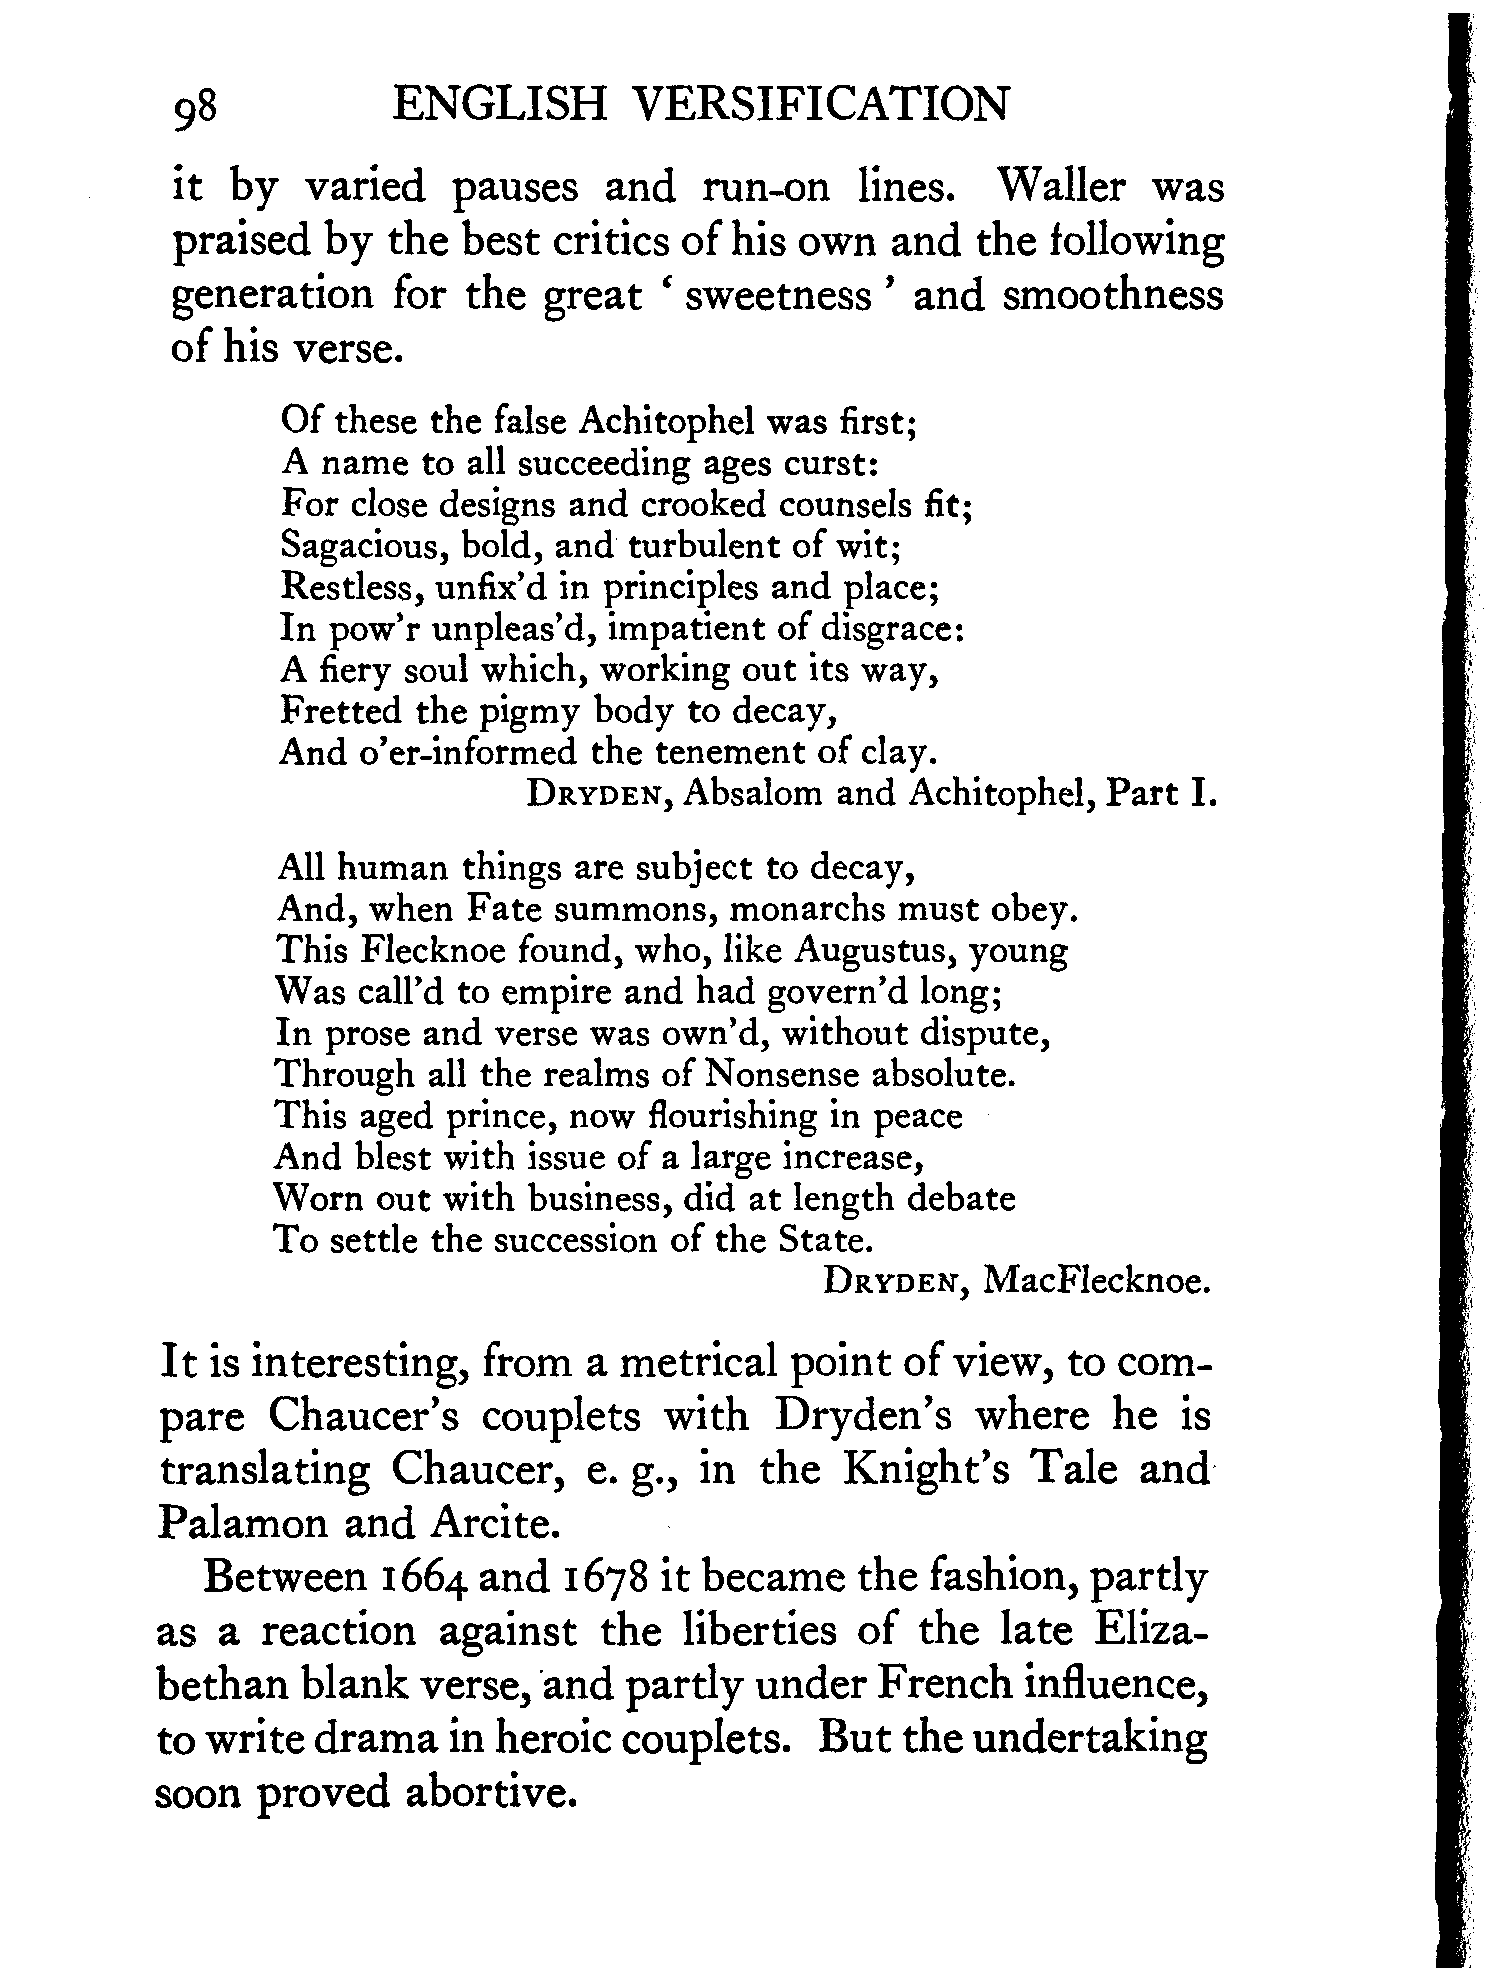 98 ENGLISH VERSIFICATION
it by varied pauses and run-on lines. Waller was
praised by the best critics of his own and the following
generation for the great ‘ sweetness ’ and smoothness
of his verse.
Of these the false Achitophel was first;
A name to all succeeding ages curst:
For close designs and crooked counsels fit;
Sagacious, bold, and turbulent of wit;
Restless, unfix’d in principles and place;
In pow’r unpleas’d, impatient of disgrace:
A fiery soul which, working out its way,
Fretted the pigmy body to decay,
And o’er-informed the tenement of clay.
DRYDEN, Absalom and Achitophel, Part I.
All human things are subject to decay,
And, when Fate summons, monarchs must obey.
This Flecknoe found, who, like Augustus, young
Was call’d to empire and had govern’d long;
In prose and verse was own’d, without dispute,
Through all the realms of Nonsense absolute.
This aged prince, now flourishing in peace
And blest with issue of a large increase,
Worn out with business, did at length debate
To settle the succession of the State.
DRYDEN, MacFlecknoe.
It is interesting, from a metrical point of view, to com-
pare Chaucer’s couplets with Dryden’s where he is
translating Chaucer, e. g., in the Knight’s Tale and
Palamon and Arcite.
Between 1664 and 1678 it became the fashion, partly
as a reaction against the liberties of the late Eliza-
bethan blank verse, and partly under French influence,
to write drama in heroic couplets. But the undertaking
soon proved abortive.